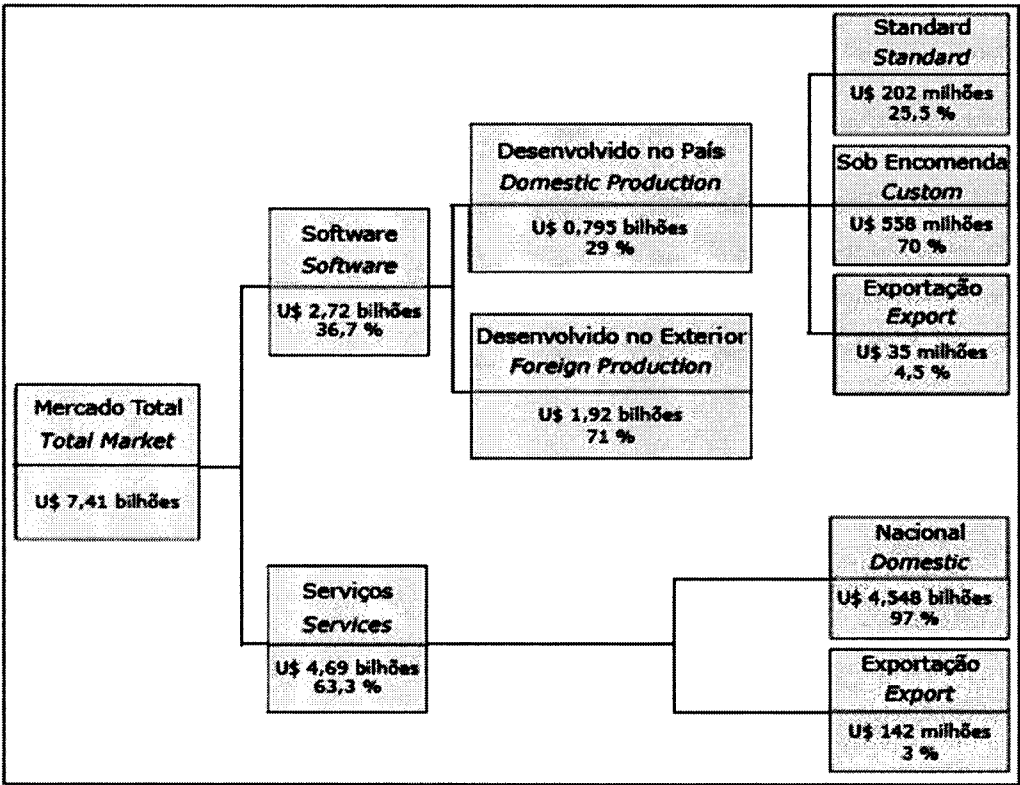 Mercado Total
Total Market
U$ 7,41 bilhões
Software
Software
U$ 2,72 bilhões
36,7 %
Serviços
Services
U$ 4,69 bilhões
63,3 %
Desenvolvido no País
Domestic Production
U$ 0,795 bilhões
29 %
Desenvolvido no Exterior
Foreign Production
U$ 1,92 bilhões
71 %
Standard
Standard
U$ 202 milhões
25,5 %
Sob Encomenda
Custom
U$ 558 milhões
70 %
Exportação
Export
U$ 35 milhões
4,5 %
Nacional
Domestic
U$ 4,548 bilhões
97 %
Exportação
Export
U$ 142 milhões
3 %